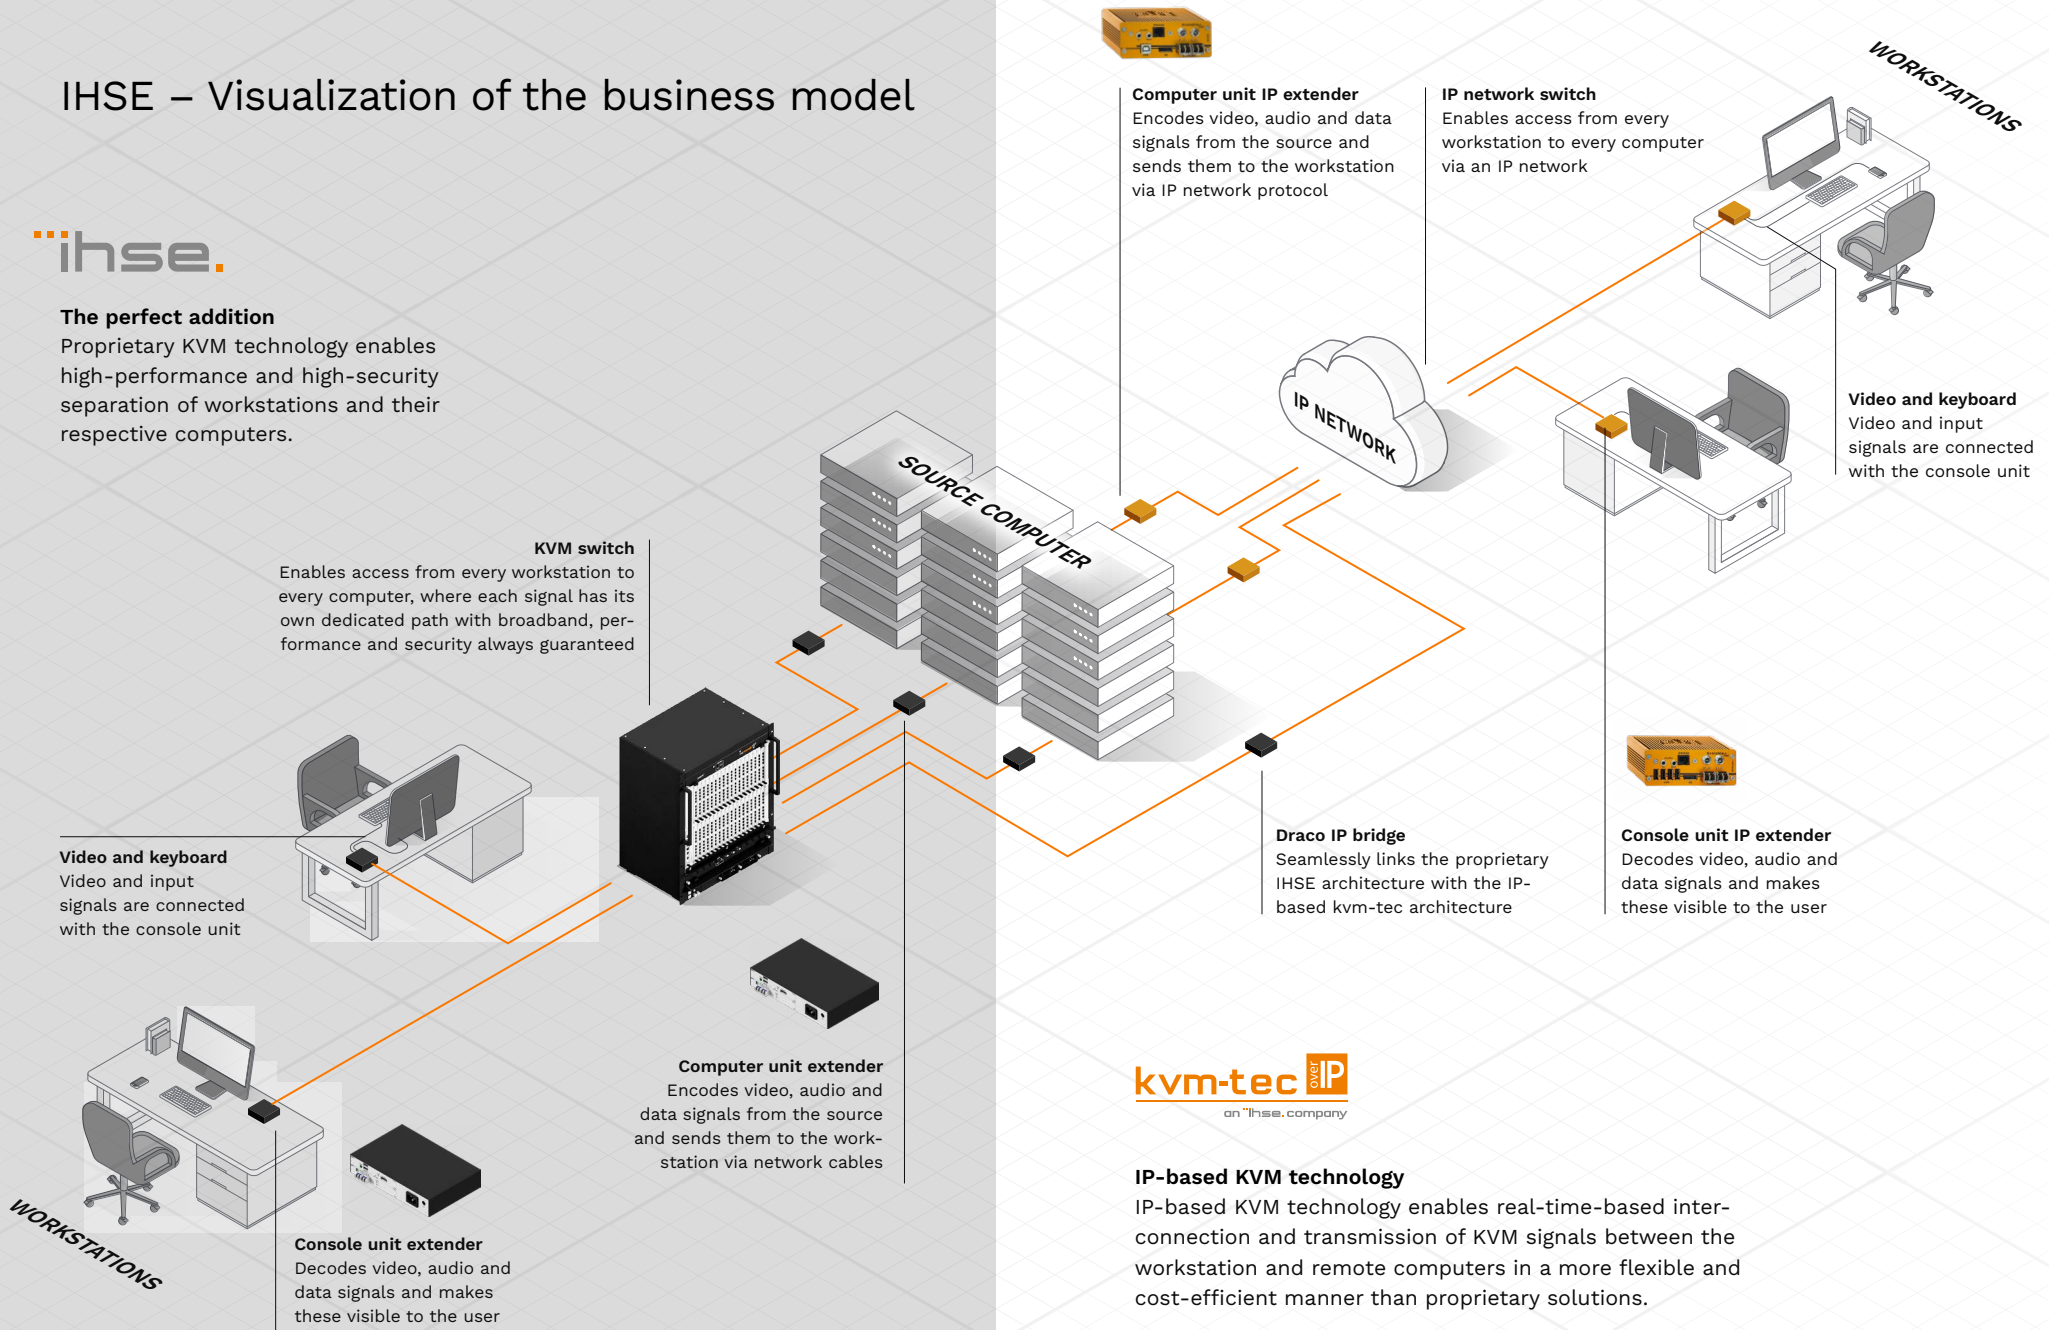 IHSE – Visualization of the business model
ihse.
The perfect addition
Proprietary KVM technology enables
high-performance and high-security
separation of workstations and their
respective computers.
Computer unit IP extender
Encodes video, audio and data
signals from the source and
sends them to the workstation
via IP network protocol
IP network switch
Enables access from every
workstation to every computer
via an IP network
WORKSTATIONS
IP NETWORK
Video and keyboard
Video and input
signals are connected
with the console unit
SOURCE COMPUTER
KVM switch
Enables access from every workstation to
every computer, where each signal has its
own dedicated path with broadband, per-
formance and security always guaranteed
Video and keyboard
Video and input
signals are connected
with the console unit
Draco IP bridge
Seamlessly links the proprietary
IHSE architecture with the IP-
based kvm-tec architecture
Console unit IP extender
Decodes video, audio and
data signals and makes
these visible to the user
Computer unit extender
Encodes video, audio and
data signals from the source
and sends them to the work-
station via network cables
WORKSTATIONS
Console unit extender
Decodes video, audio and
data signals and makes
these visible to the user
kvm-tec over IP
an ihse. company
IP-based KVM technology
IP-based KVM technology enables real-time-based inter-
connection and transmission of KVM signals between the
workstation and remote computers in a more flexible and
cost-efficient manner than proprietary solutions.